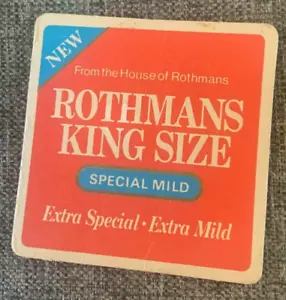 NEW
From the House of Rothmans
ROTHMANS
KING SIZE
SPECIAL MILD
Extra Special · Extra Mild